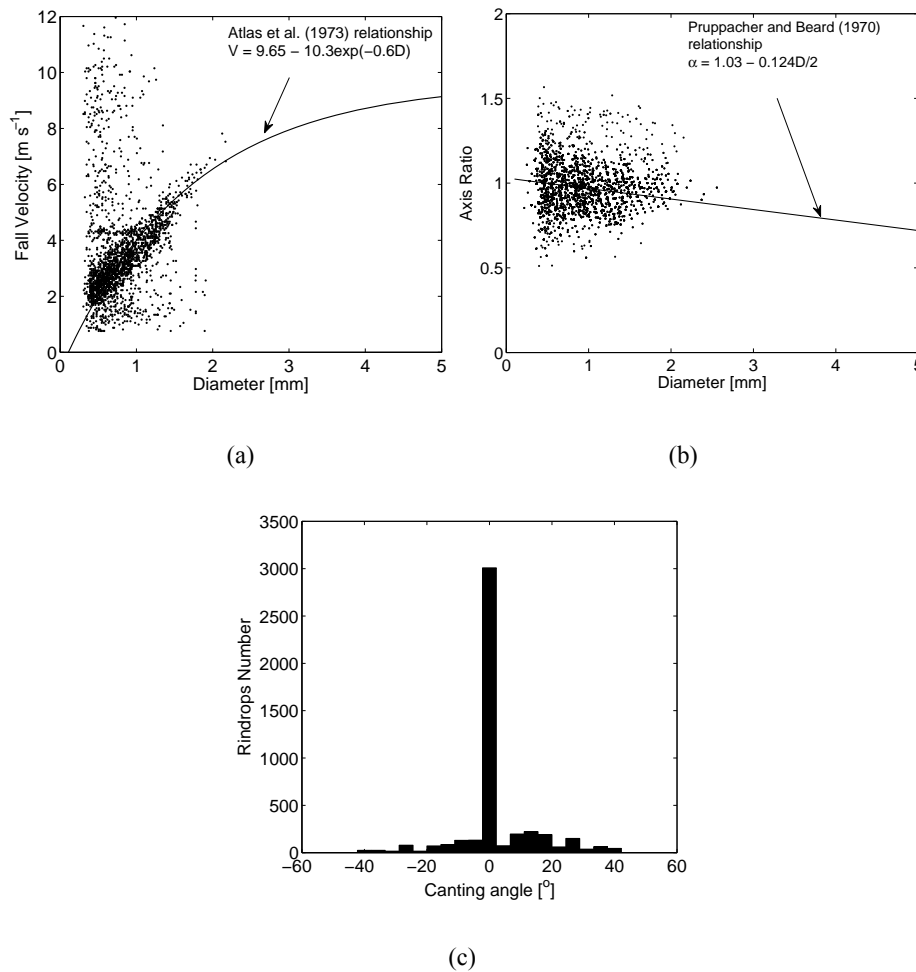 Atlas et al. (1973) relationship
V = 9.65 − 10.3exp(−0.6D)
Fall Velocity [m s⁻¹]
12
10
8
6
4
2
0
0 1 2 3 4 5
Diameter [mm]
(a)
Pruppacher and Beard (1970)
relationship
α = 1.03 − 0.124D/2
Axis Ratio
2
1.5
1
0.5
0
0 1 2 3 4 5
Diameter [mm]
(b)
Rindrops Number
3500
3000
2500
2000
1500
1000
500
0
−60 −40 −20 0 20 40 60
Canting angle [°]
(c)